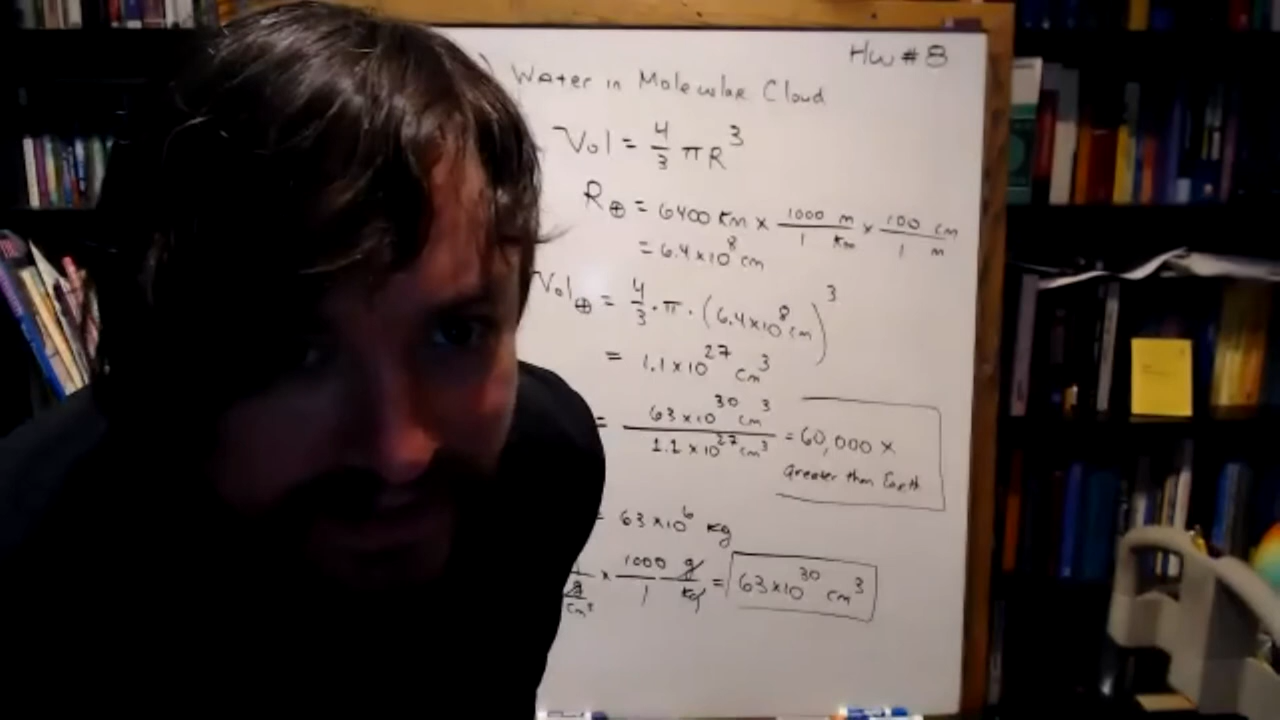 HW # 8
) Water in Molecular Cloud
Vol = 4/3 π R^3
R⊕ = 6400 km x 1000 m / 1 km x 100 cm / 1 m
= 6.4 x 10^8 cm
Vol⊕ = 4/3 · π · (6.4 x 10^8 cm)^3
= 1.1 x 10^27 cm^3
= 63 x 10^30 cm^3 / 1.1 x 10^27 cm^3 = 60,000 x
Greater than Earth
= 63 x 10^6 kg
x 1000 g / 1 kg = 63 x 10^30 cm^3